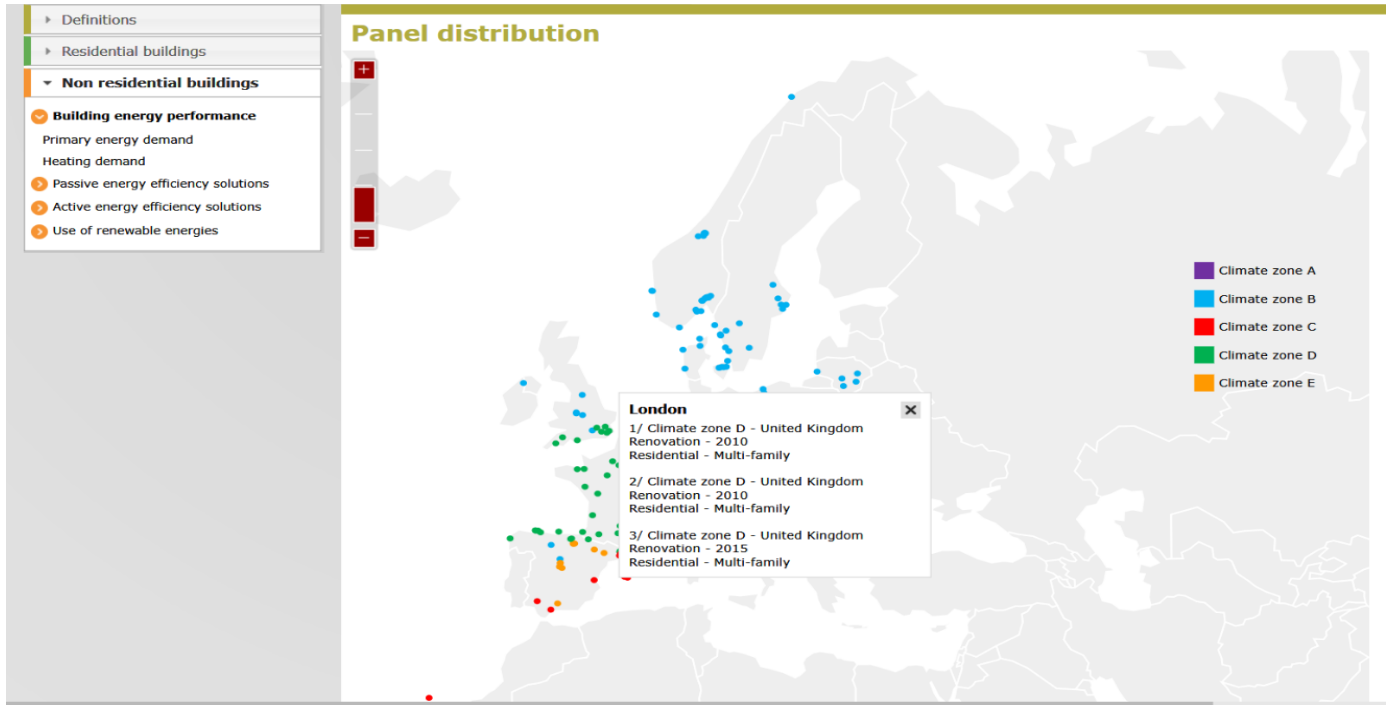 Definitions
Residential buildings
Non residential buildings
Building energy performance
Primary energy demand
Heating demand
Passive energy efficiency solutions
Active energy efficiency solutions
Use of renewable energies
Panel distribution
Climate zone A
Climate zone B
Climate zone C
Climate zone D
Climate zone E
London
1/ Climate zone D - United Kingdom
Renovation - 2010
Residential - Multi-family
2/ Climate zone D - United Kingdom
Renovation - 2010
Residential - Multi-family
3/ Climate zone D - United Kingdom
Renovation - 2015
Residential - Multi-family